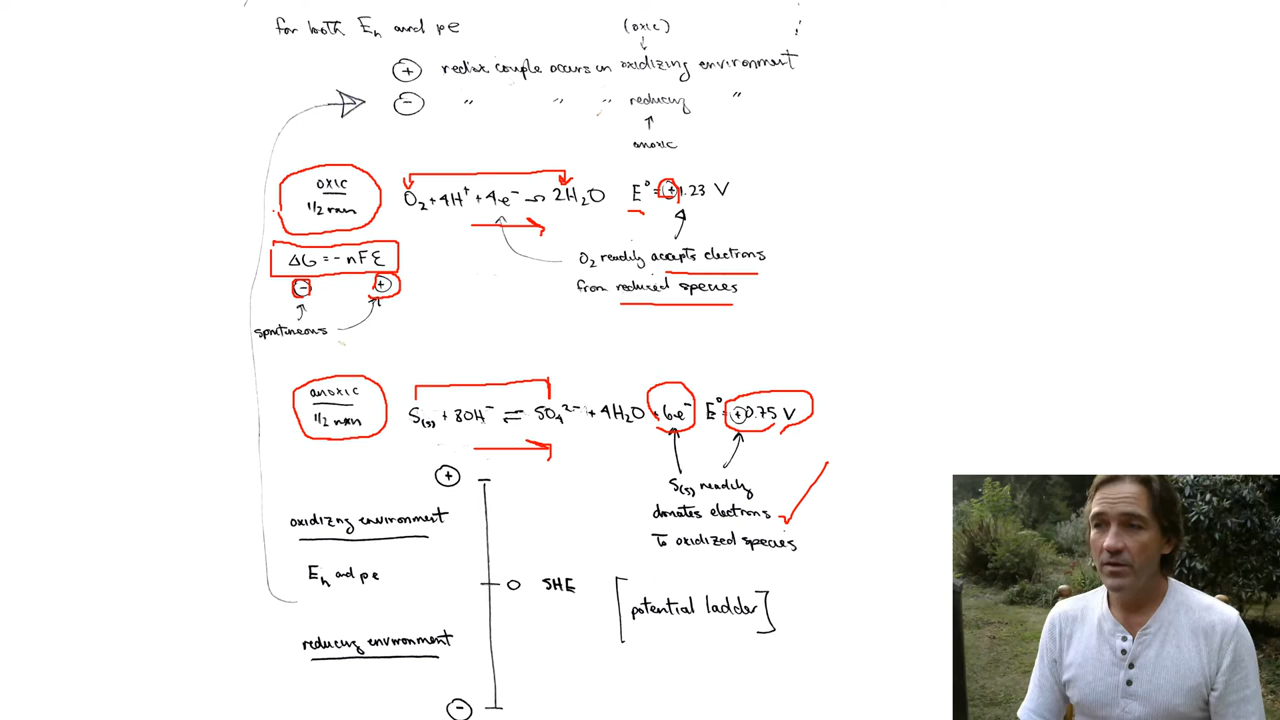 for both Eh and pe
(oxic)
⊕ redox couple occurs in oxidizing environment
⊖ " " " reducing "
anoxic
oxic
1/2 rxn
O₂ + 4H⁺ + 4e⁻ → 2H₂O E° = +1.23 V
ΔG = -nFE
⊖ ⊕
spontineous
O₂ readily accepts electrons
from reduced species
anoxic
1/2 rxn
S(s) + 8OH⁻ ⇌ SO₄²⁻ + 4H₂O + 6e⁻ E° = +0.75 V
S(s) readily
donates electrons
to oxidized species
⊕
oxidizing environment
Eh and pe
0 SHE
[potential ladder]
reducing environment
⊖